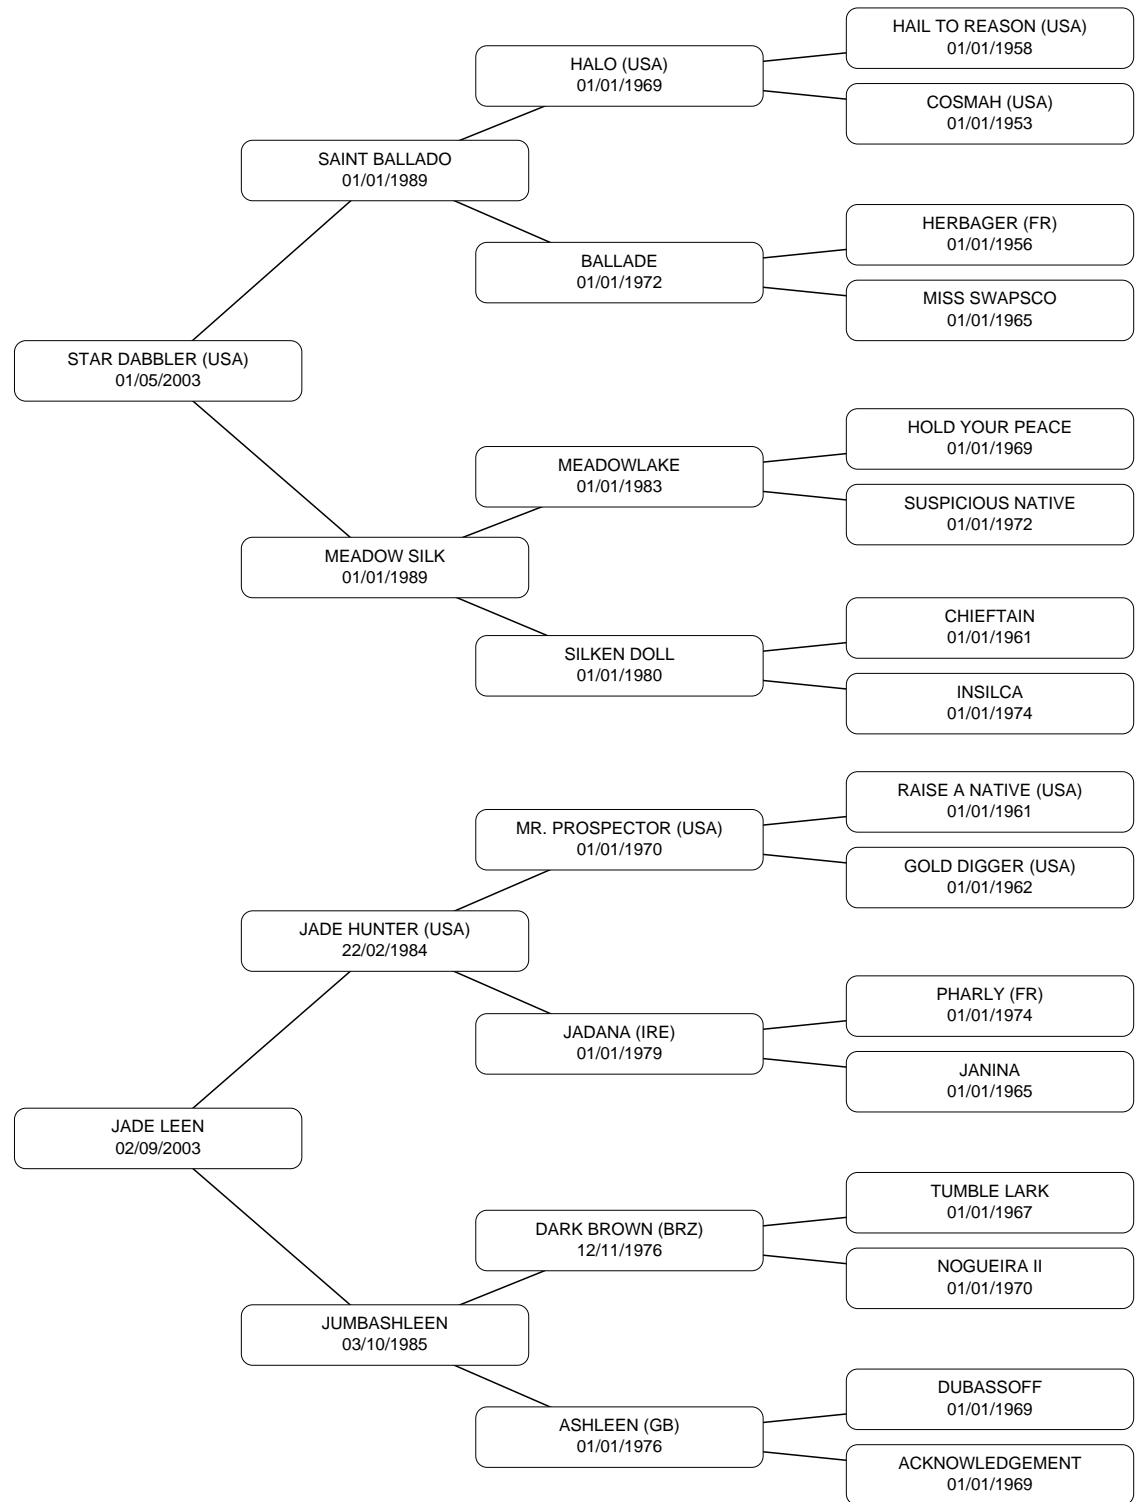 HAIL TO REASON (USA)
01/01/1958
HALO (USA)
01/01/1969
COSMAH (USA)
01/01/1953
SAINT BALLADO
01/01/1989
HERBAGER (FR)
01/01/1956
BALLADE
01/01/1972
MISS SWAPSCO
01/01/1965
STAR DABBLER (USA)
01/05/2003
HOLD YOUR PEACE
01/01/1969
MEADOWLAKE
01/01/1983
SUSPICIOUS NATIVE
01/01/1972
MEADOW SILK
01/01/1989
CHIEFTAIN
01/01/1961
SILKEN DOLL
01/01/1980
INSILCA
01/01/1974
RAISE A NATIVE (USA)
01/01/1961
MR. PROSPECTOR (USA)
01/01/1970
GOLD DIGGER (USA)
01/01/1962
JADE HUNTER (USA)
22/02/1984
PHARLY (FR)
01/01/1974
JADANA (IRE)
01/01/1979
JANINA
01/01/1965
JADE LEEN
02/09/2003
TUMBLE LARK
01/01/1967
DARK BROWN (BRZ)
12/11/1976
NOGUEIRA II
01/01/1970
JUMBASHLEEN
03/10/1985
DUBASSOFF
01/01/1969
ASHLEEN (GB)
01/01/1976
ACKNOWLEDGEMENT
01/01/1969